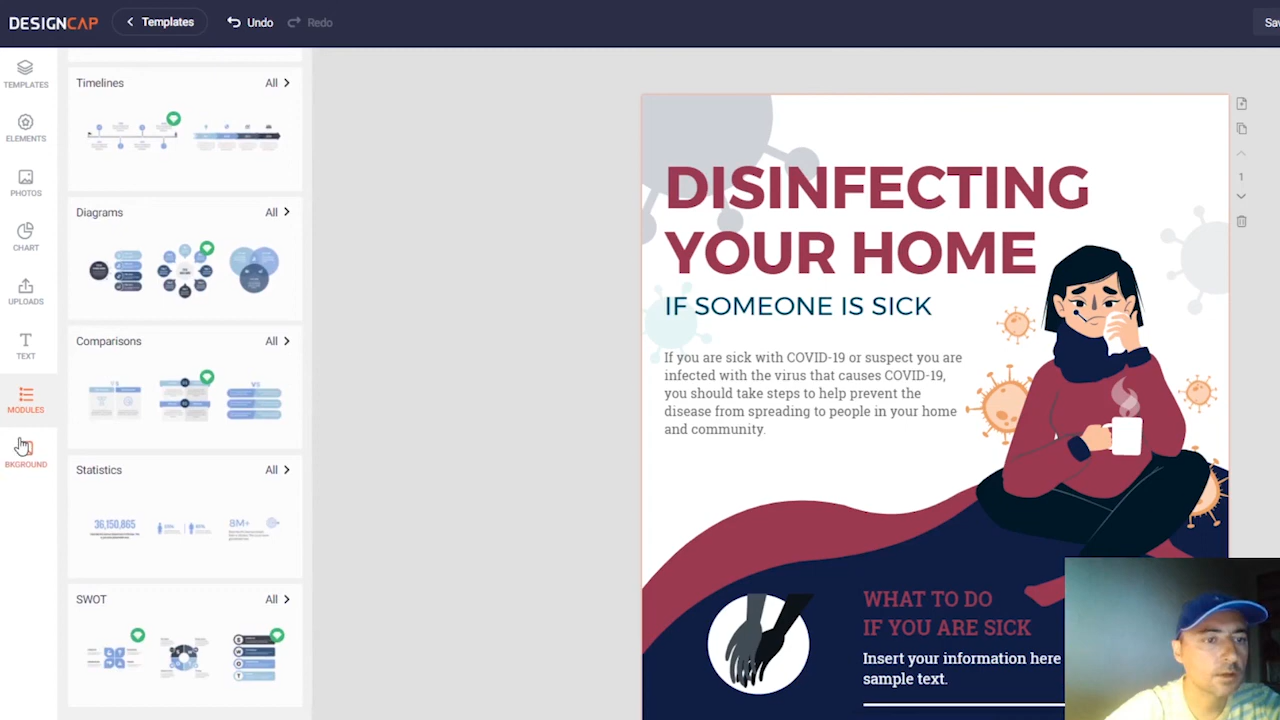 DESIGNCAP
Templates
Undo
Redo
Sav
TEMPLATES
ELEMENTS
PHOTOS
CHART
UPLOADS
TEXT
MODULES
BKGROUND
Timelines
All
Diagrams
All
Comparisons
All
Statistics
All
36,150,865
8M+
SWOT
All
DISINFECTING
YOUR HOME
IF SOMEONE IS SICK
If you are sick with COVID-19 or suspect you are
infected with the virus that causes COVID-19,
you should take steps to help prevent the
disease from spreading to people in your home
and community.
WHAT TO DO
IF YOU ARE SICK
Insert your information here
sample text.
1